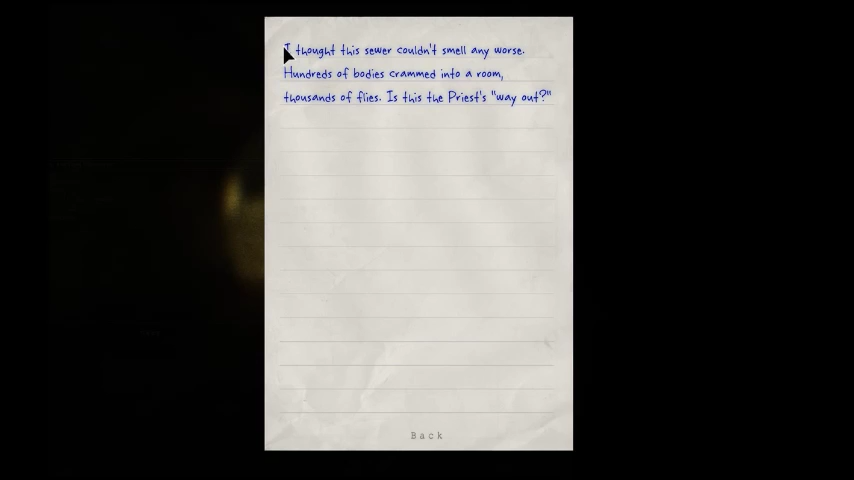 I thought this sewer couldn't smell any worse.
Hundreds of bodies crammed into a room,
thousands of flies. Is this the Priest's "way out?"
Back